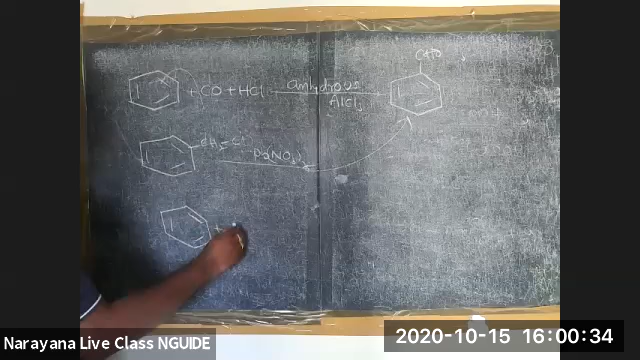 CHO
+ CO + HCl anhydrous AlCl3
CH2-Cl Pb(NO3)2
+
Narayana Live Class NGUIDE
2020-10-15 16:00:34